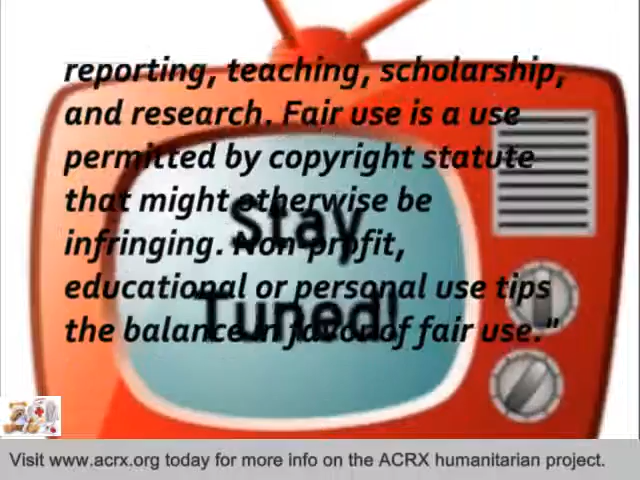 reporting, teaching, scholarship,
and research. Fair use is a use
permitted by copyright statute
that might otherwise be
infringing. Non-profit,
educational or personal use tips
the balance in favor of fair use."
Stay
Tuned!
Visit www.acrx.org today for more info on the ACRX humanitarian project.